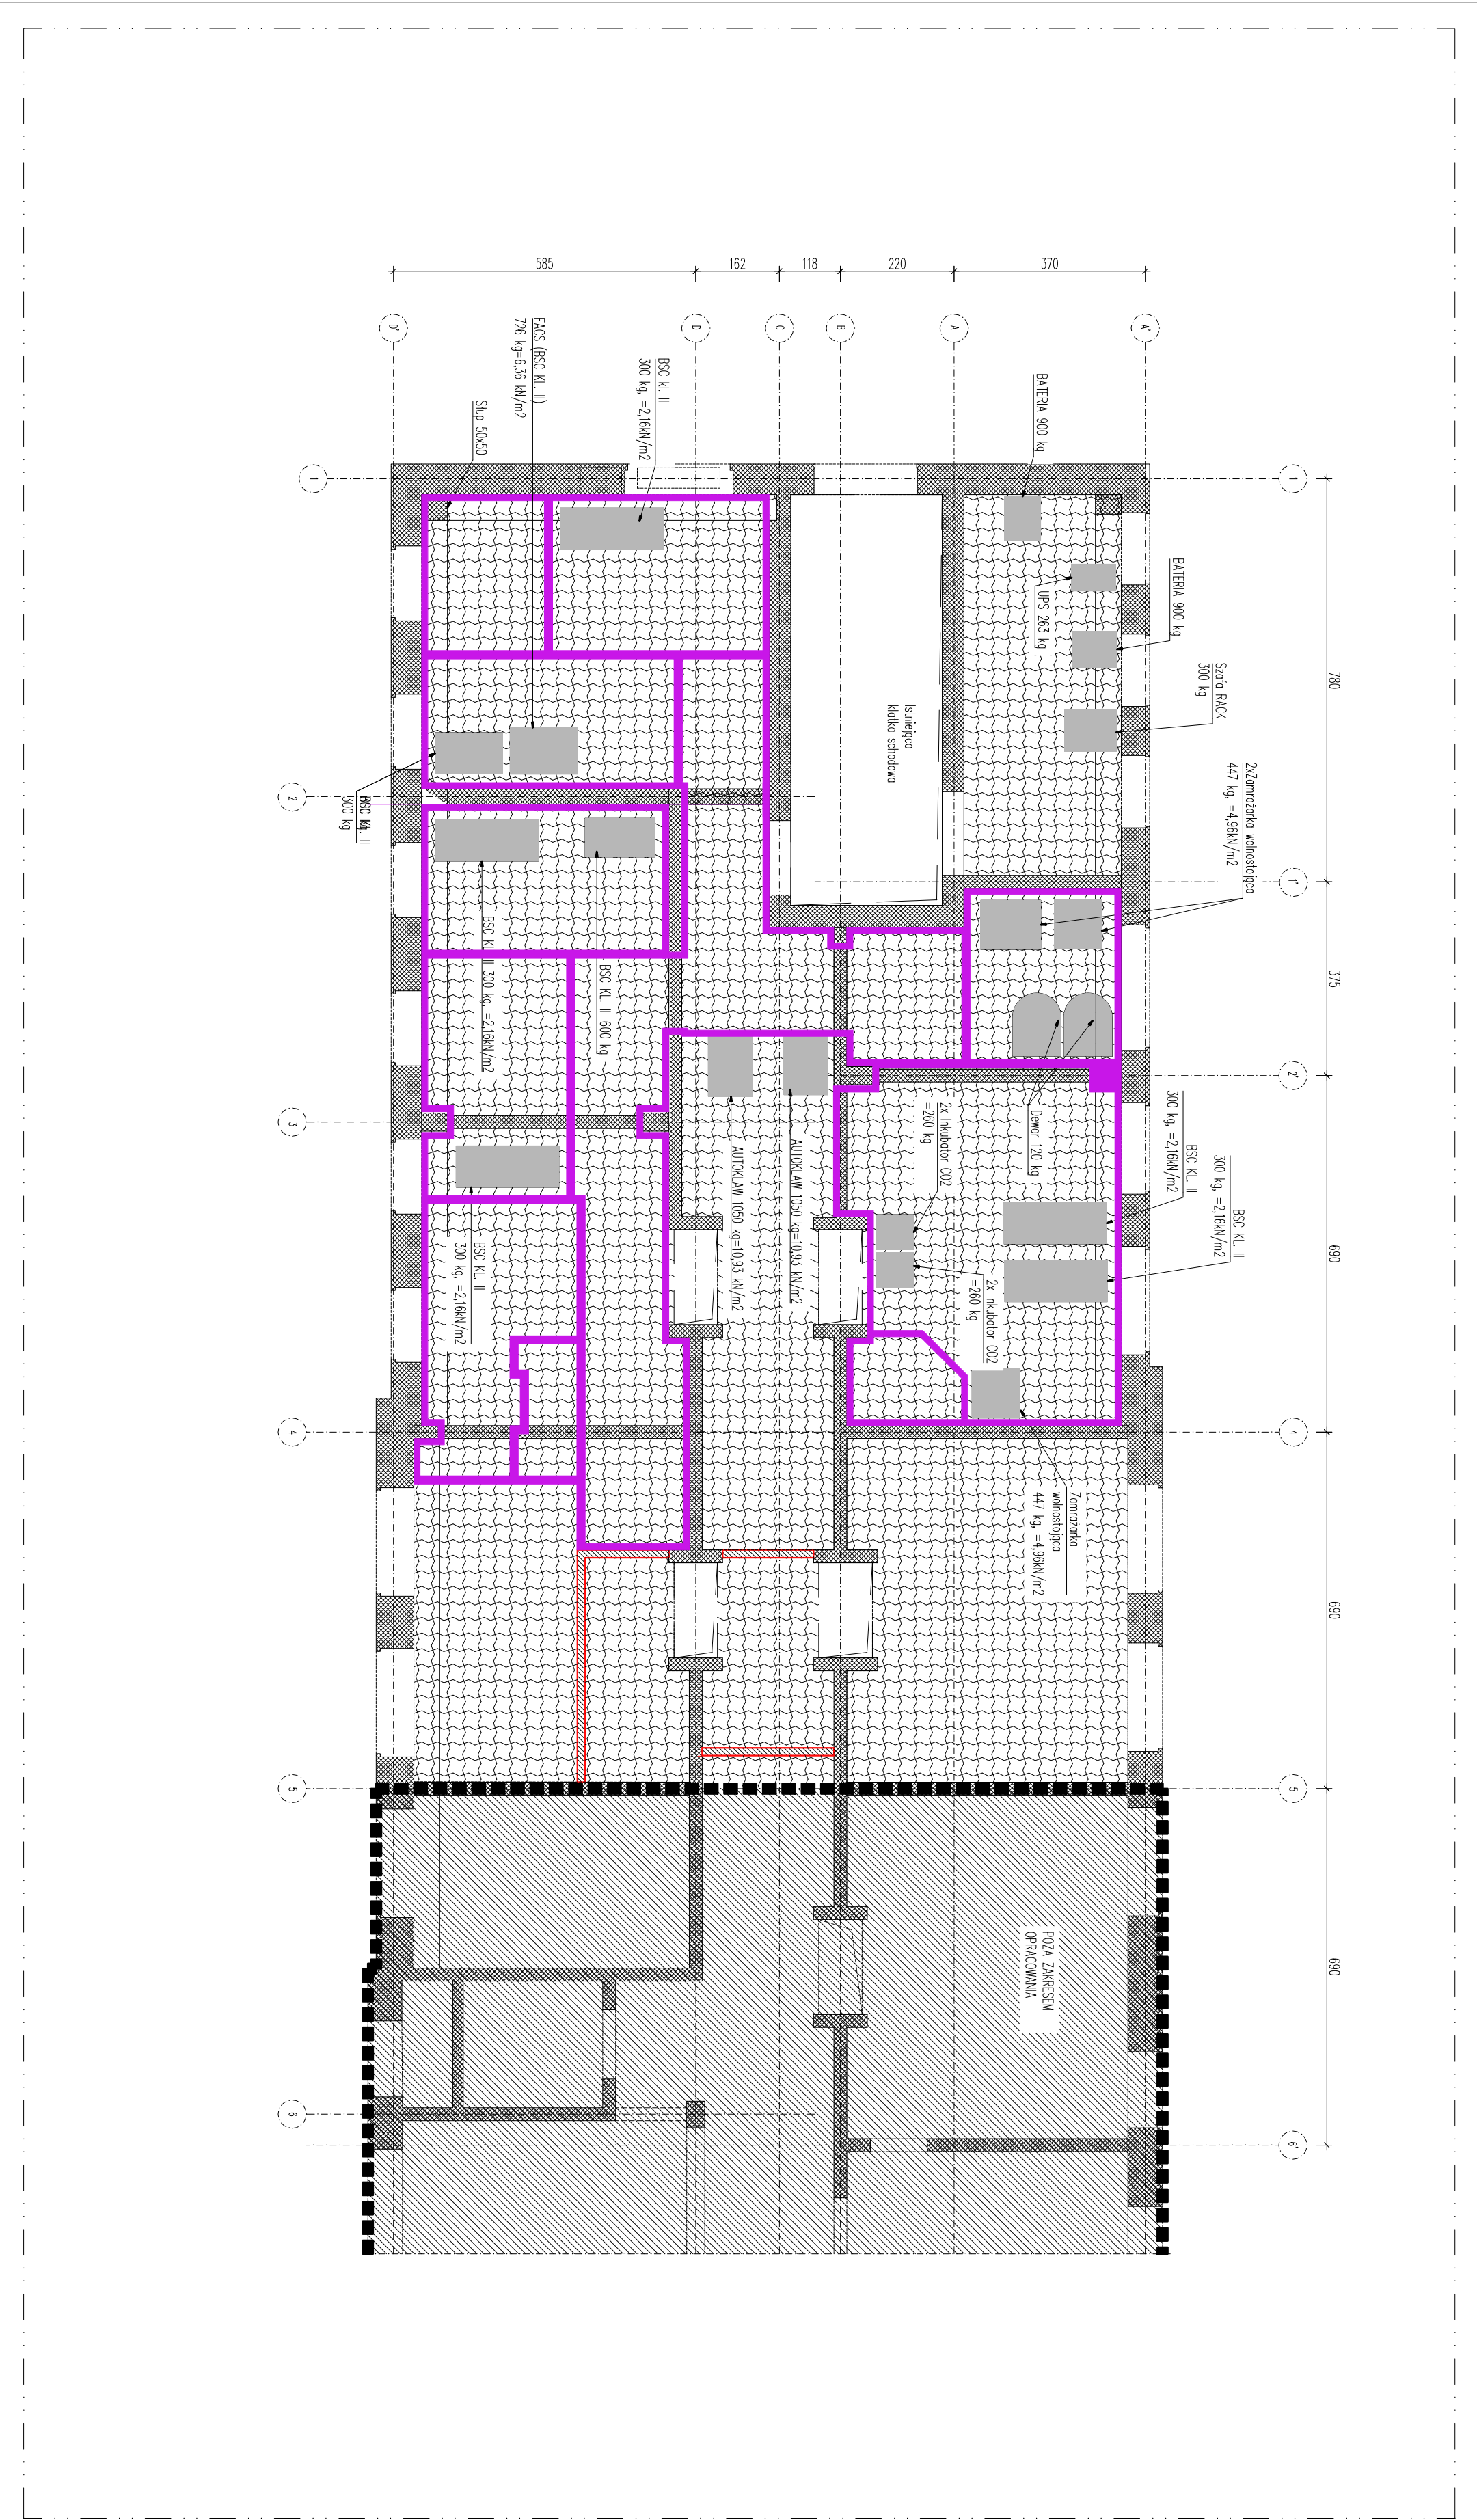 585
162
118
220
370
D'
D
C
B
A
A'
FACS (BSC KL. II)
726 kg=6,36 kN/m2
BSC kl. II
300 kg, =2,16kN/m2
Słup 50x50
BATERIA 900 kg
BATERIA 900 kg
UPS 263 kg
Szafa RACK
300 kg
2xZamrażarka wolnostojąca
447 kg, =4,96kN/m2
Istniejąca
klatka schodowa
1
1
780
2
300 kg
1'
BSC KL. II 300 kg, =2,16kN/m2
BSC KL. III 600 kg
375
2'
Dewar 120 kg
3
AUTOKLAW 1050 kg=10,93 kN/m2
AUTOKLAW 1050 kg=10,93 kN/m2
2x Inkubator CO2
=260 kg
2x Inkubator CO2
=260 kg
BSC KL. II
300 kg, =2,16kN/m2
BSC KL. II
300 kg, =2,16kN/m2
BSC KL. II
300 kg, =2,16kN/m2
690
4
4
Zamrażarka
wolnostojąca
447 kg, =4,96kN/m2
690
5
5
POZA ZAKRESEM
OPRACOWANIA
690
6
6'